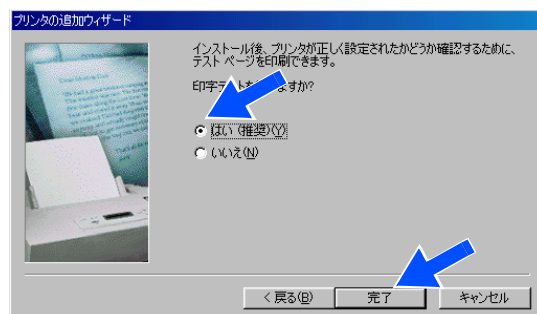 プリンタの追加ウィザード
インストール後、プリンタが正しく設定されたかどうか確認するために、
テスト ページを印刷できます。
印字テ ますか?
はい (推奨)(Y)
いいえ(N)
< 戻る(B)
完了
キャンセル